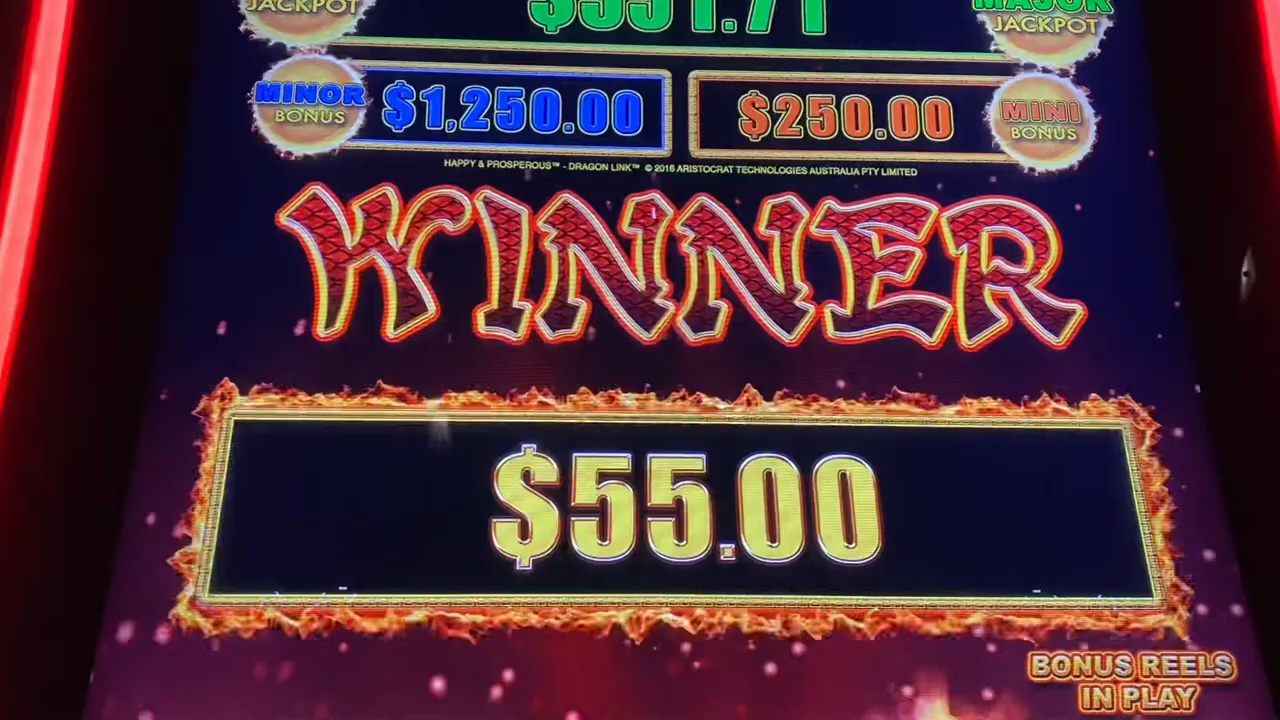 JACKPOT
MAJOR
JACKPOT
MINOR
BONUS
$1,250.00
$250.00
MINI
BONUS
HAPPY & PROSPEROUS™ - DRAGON LINK™ © 2016 ARISTOCRAT TECHNOLOGIES AUSTRALIA PTY LIMITED
WINNER
$55.00
BONUS REELS
IN PLAY